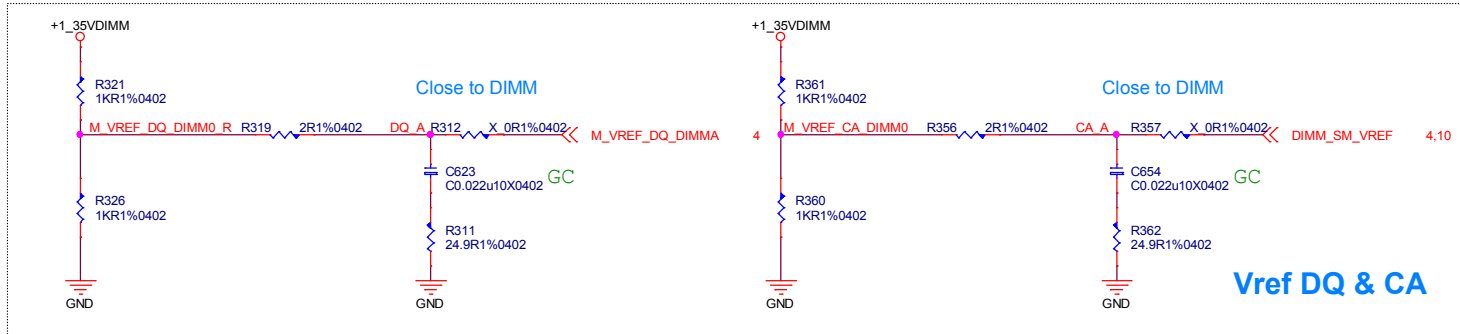 +1_35VDIMM
R321
1KR1%0402
Close to DIMM
M_VREF_DQ_DIMM0_R R319 2R1%0402 DQ_A R312 X_0R1%0402 M_VREF_DQ_DIMMA 4
C623
C0.022u10X0402 GC
R326
1KR1%0402
R311
24.9R1%0402
GND
GND
+1_35VDIMM
R361
1KR1%0402
Close to DIMM
M_VREF_CA_DIMM0 R356 2R1%0402 CA_A R357 X_0R1%0402 DIMM_SM_VREF 4,10
C654
C0.022u10X0402 GC
R360
1KR1%0402
R362
24.9R1%0402
GND
GND
Vref DQ & CA